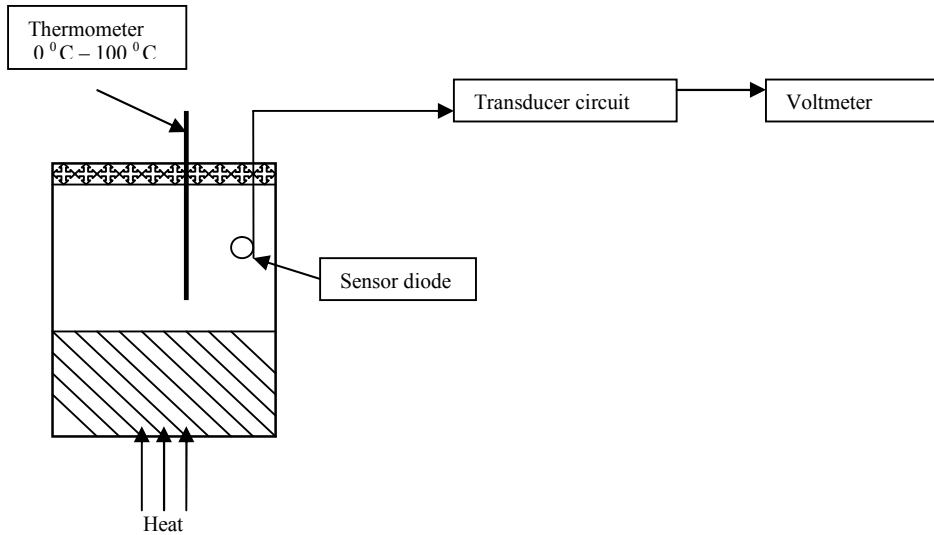 Thermometer
0 ⁰C – 100 ⁰C
Transducer circuit
Voltmeter
Sensor diode
Heat